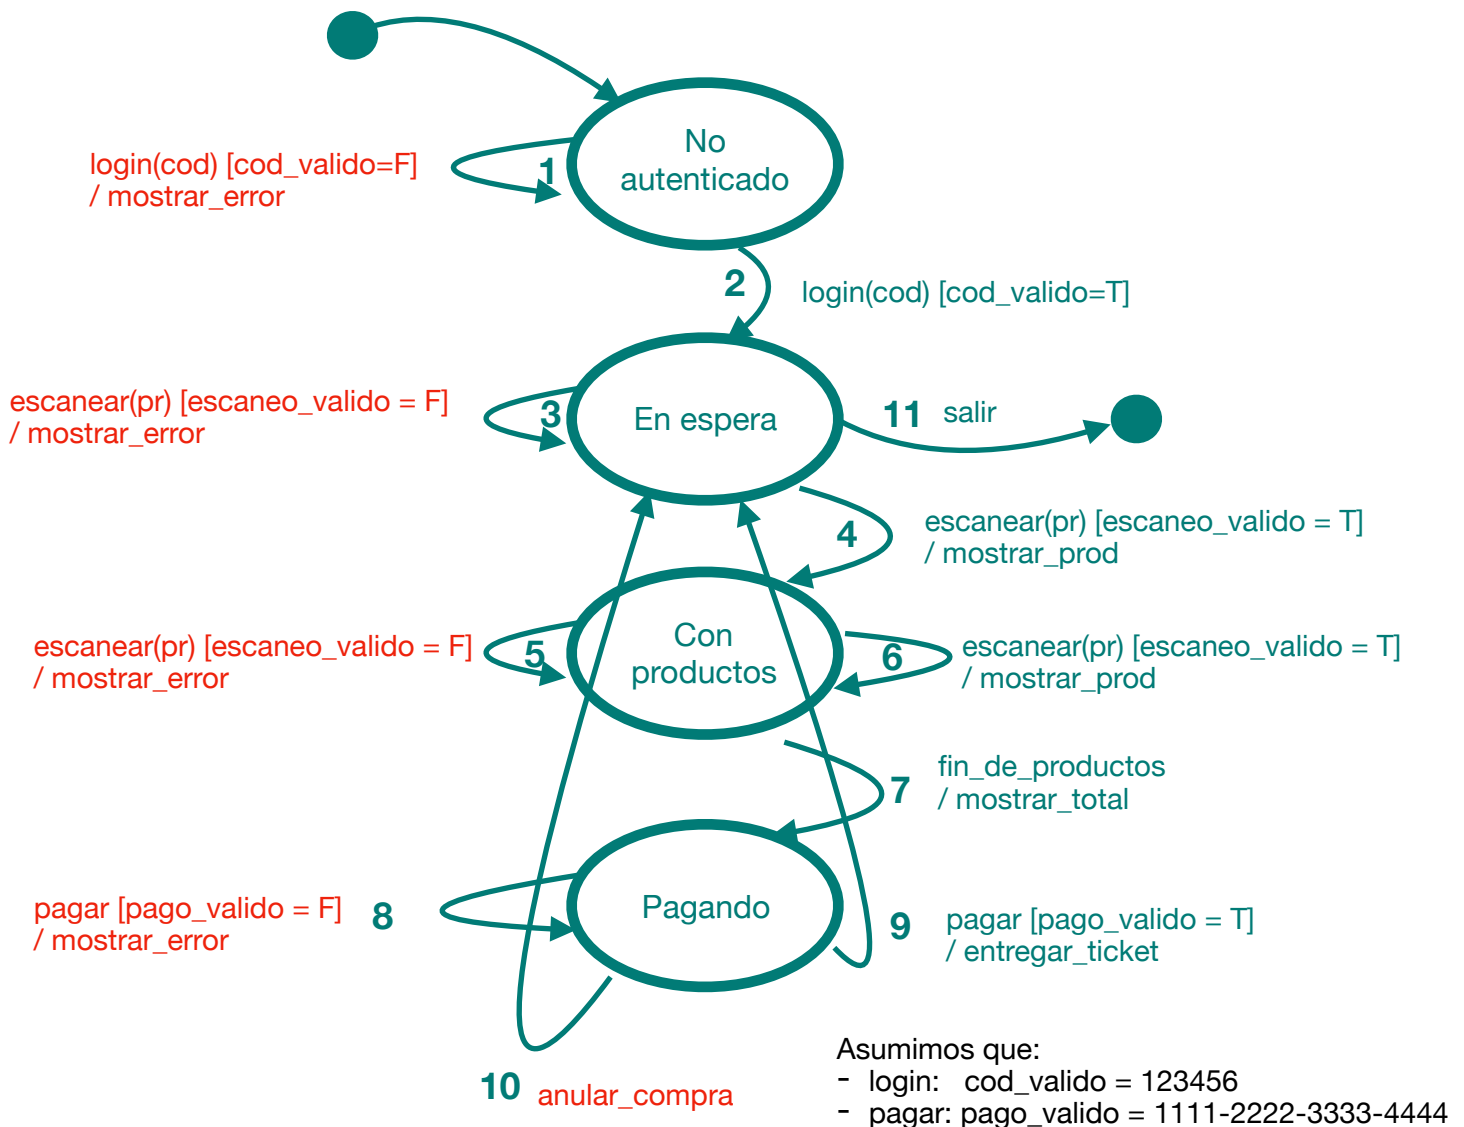 No
autenticado
login(cod) [cod_valido=F]
/ mostrar_error
1
2
login(cod) [cod_valido=T]
escanear(pr) [escaneo_valido = F]
/ mostrar_error
3
En espera
11 salir
4
escanear(pr) [escaneo_valido = T]
/ mostrar_prod
escanear(pr) [escaneo_valido = F]
/ mostrar_error
5
Con
productos
6
escanear(pr) [escaneo_valido = T]
/ mostrar_prod
7
fin_de_productos
/ mostrar_total
pagar [pago_valido = F]
/ mostrar_error
8
Pagando
9
pagar [pago_valido = T]
/ entregar_ticket
10 anular_compra
Asumimos que:
- login: cod_valido = 123456
- pagar: pago_valido = 1111-2222-3333-4444